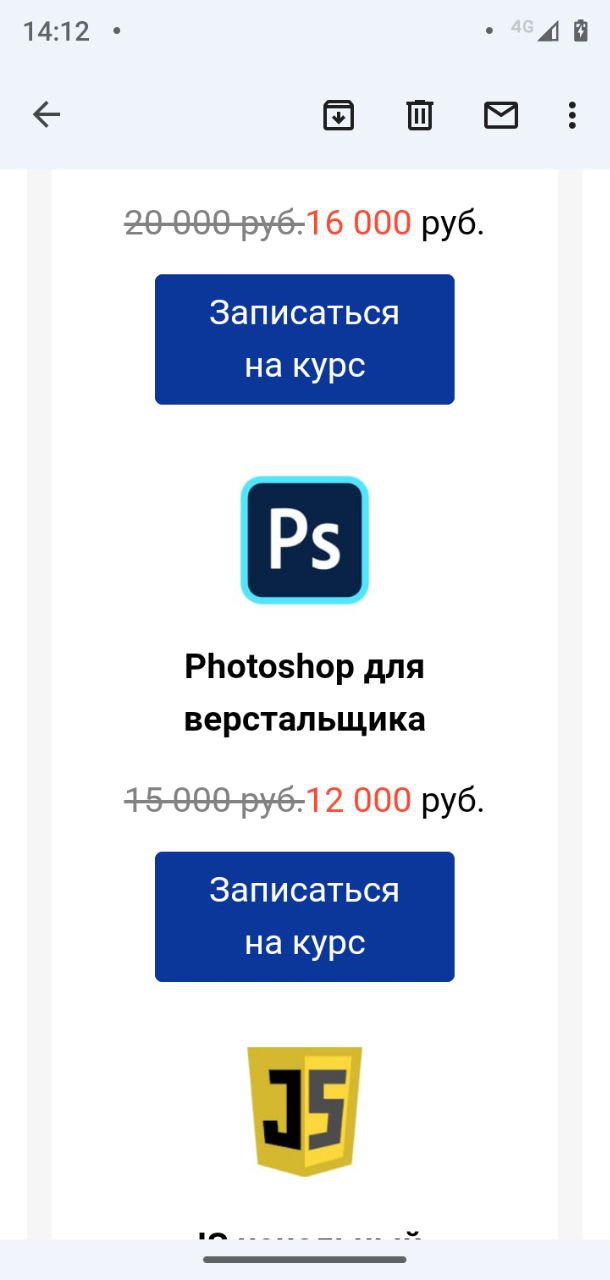 14:12
4G
20 000 руб.16 000 руб.
Записаться
на курс
Ps
Photoshop для
верстальщика
15 000 руб.12 000 руб.
Записаться
на курс
JS